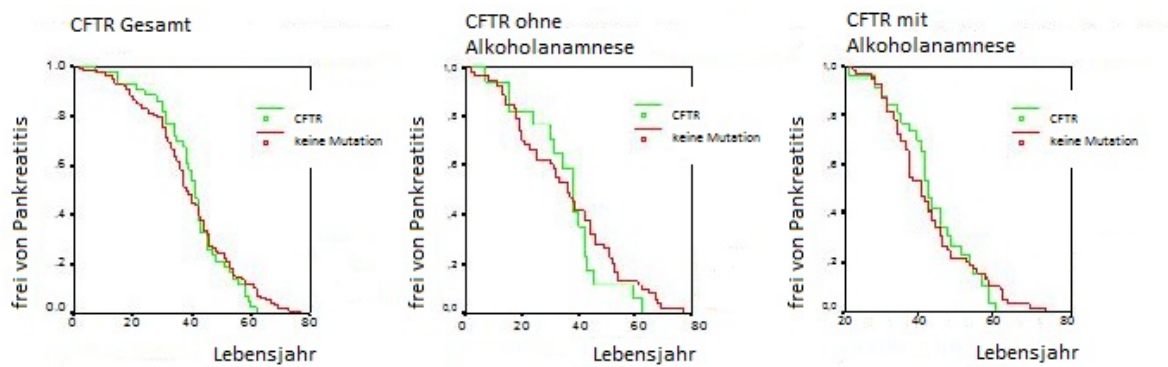 CFTR Gesamt
1.0
.8
.6
.4
.2
0.0
0
20
40
60
80
CFTR
keine Mutation
frei von Pankreatitis
Lebensjahr
CFTR ohne
Alkoholanamnese
1,0
,8
,6
,4
,2
0,0
0
20
40
60
80
CFTR
keine Mutation
frei von Pankreatitis
Lebensjahr
CFTR mit
Alkoholanamnese
1,0
,8
,6
,4
,2
0,0
20
30
40
50
60
70
80
CFTR
keine Mutation
frei von Pankreatitis
Lebensjahr